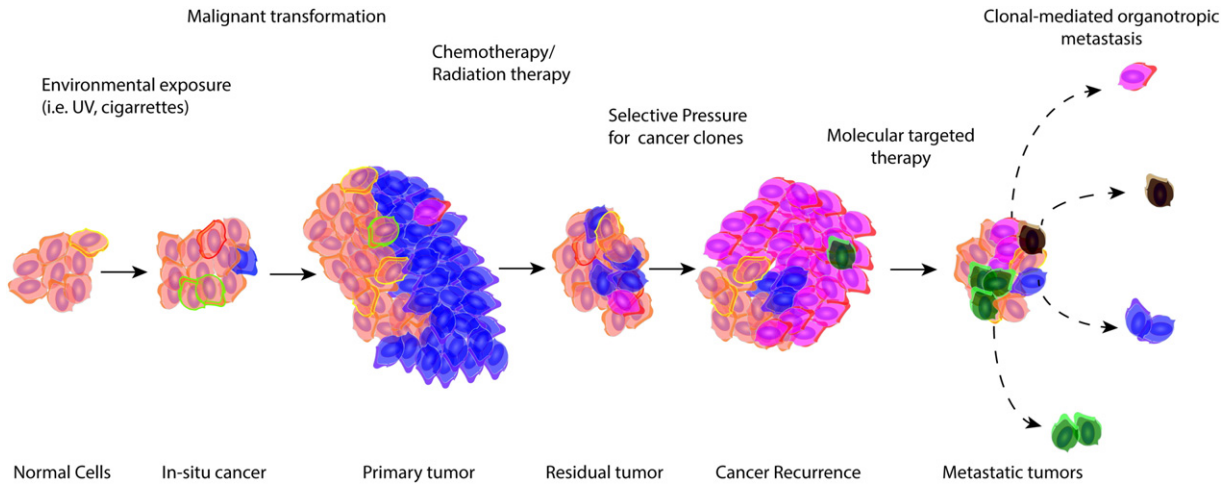 Malignant transformation
Clonal-mediated organotropic
metastasis
Chemotherapy/
Radiation therapy
Environmental exposure
(i.e. UV, cigarrettes)
Selective Pressure
for cancer clones
Molecular targeted
therapy
Normal Cells
In-situ cancer
Primary tumor
Residual tumor
Cancer Recurrence
Metastatic tumors